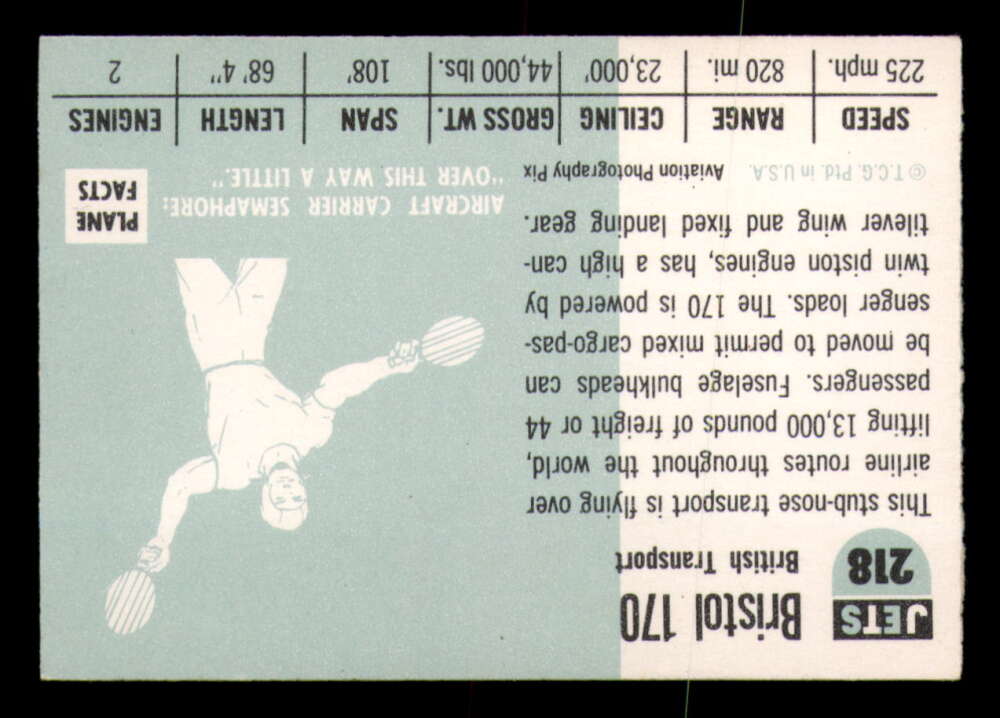 JETS
218
Bristol 170
British Transport
This stub-nose transport is flying over
airline routes throughout the world,
lifting 13,000 pounds of freight or 44
passengers. Fuselage bulkheads can
be moved to permit mixed cargo-pas-
senger loads. The 170 is powered by
twin piston engines, has a high can-
tilever wing and fixed landing gear.
© T.C.G. Ptd. in U.S.A. Aviation Photography Pix
AIRCRAFT CARRIER SEMAPHORE:
"OVER THIS WAY A LITTLE."
PLANE
FACTS
SPEED RANGE CEILING GROSS WT. SPAN LENGTH ENGINES
225 mph. 820 mi. 23,000' 44,000 lbs. 108' 68' 4" 2